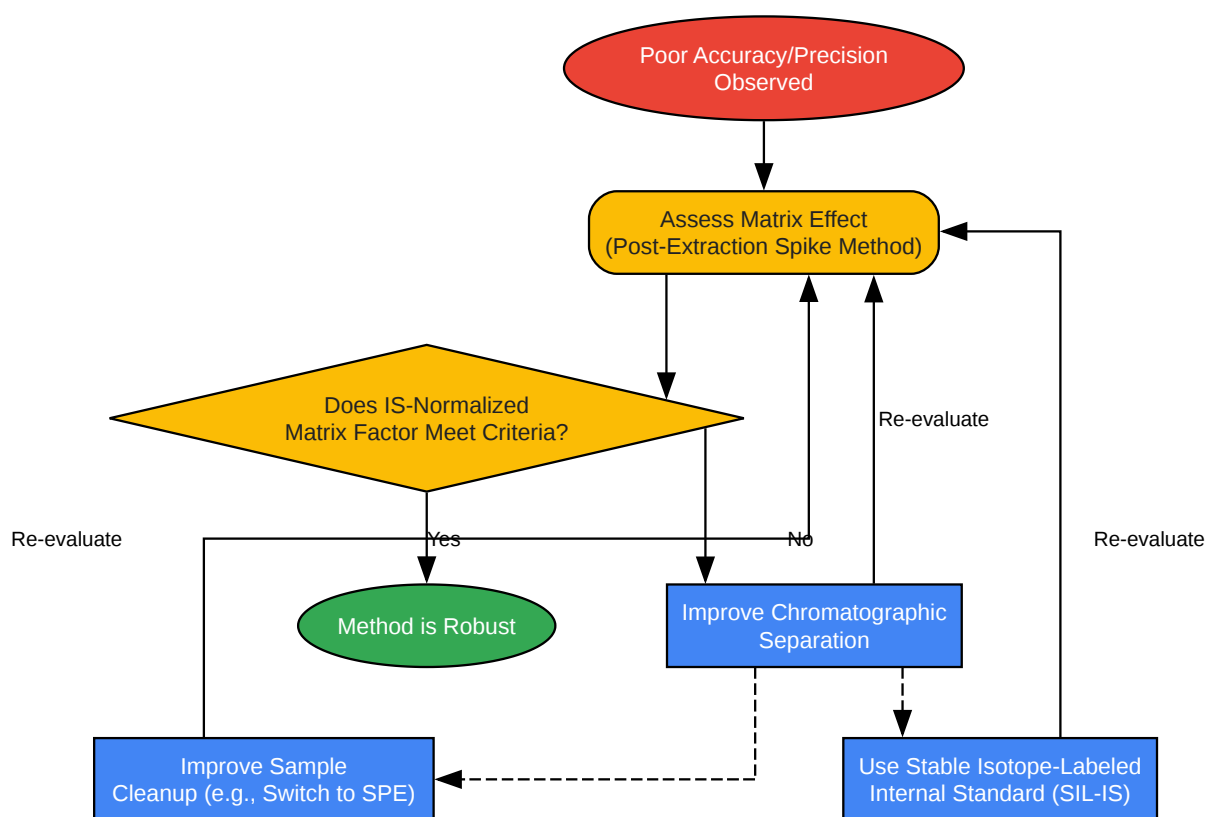 Poor Accuracy/Precision
Observed
Assess Matrix Effect
(Post-Extraction Spike Method)
Does IS-Normalized
Matrix Factor Meet Criteria?
Re-evaluate
Re-evaluate
Yes
No
Re-evaluate
Method is Robust
Improve Chromatographic
Separation
Improve Sample
Cleanup (e.g., Switch to SPE)
Use Stable Isotope-Labeled
Internal Standard (SIL-IS)